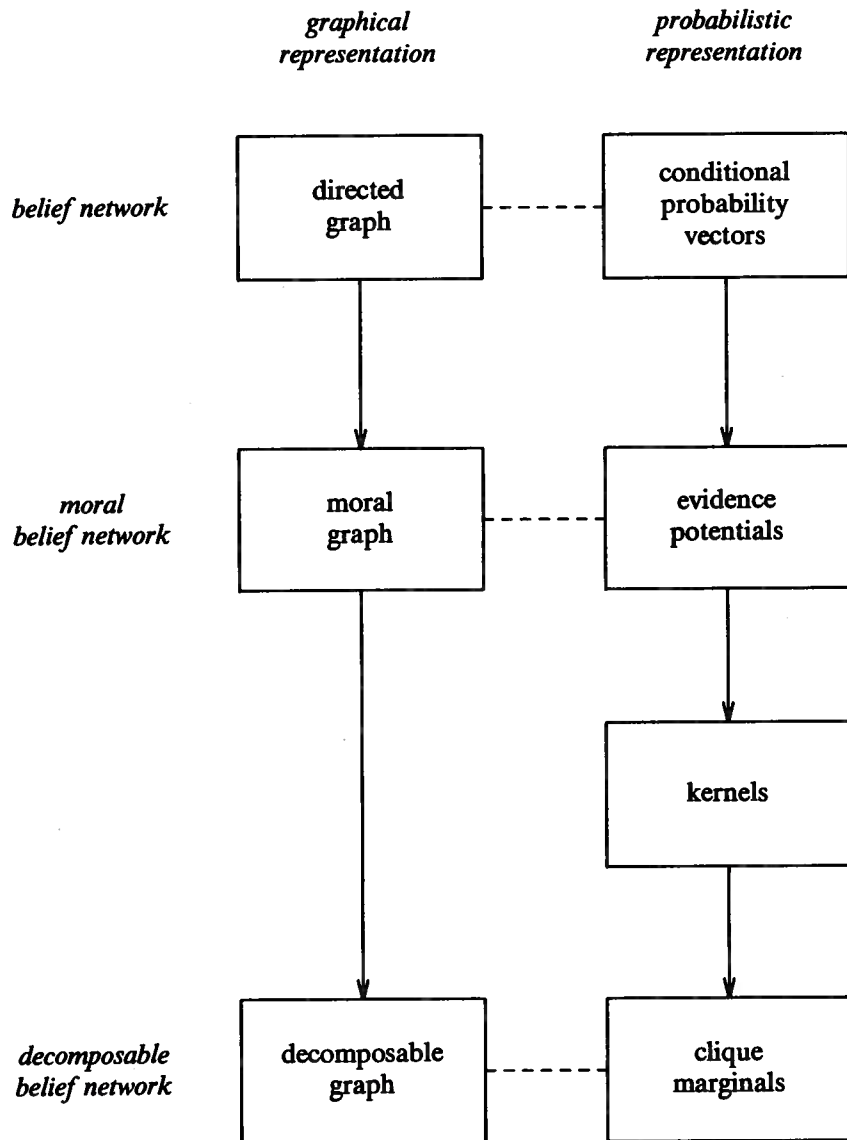 graphical
representation
probabilistic
representation
belief network
directed
graph
conditional
probability
vectors
moral
belief network
moral
graph
evidence
potentials
kernels
decomposable
belief network
decomposable
graph
clique
marginals